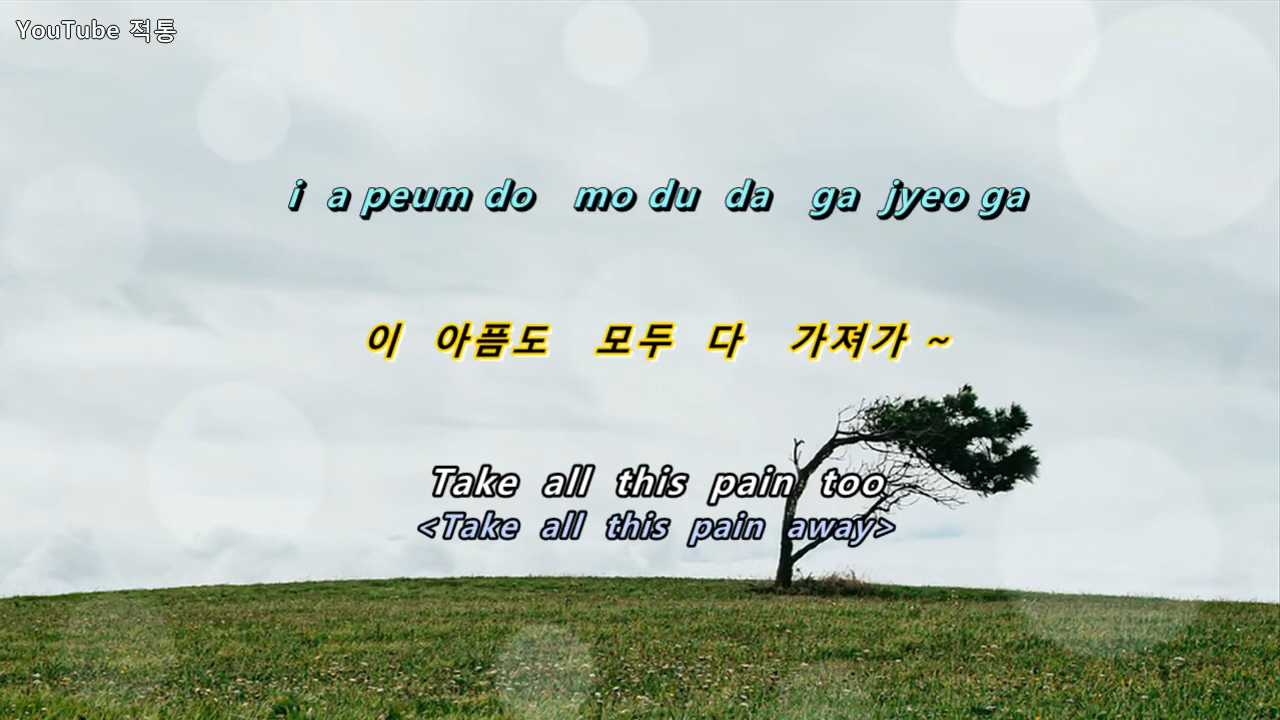 YouTube 적통
i a peum do mo du da ga jyeo ga
이 아픔도 모두 다 가져가 ~
Take all this pain too
<Take all this pain away>